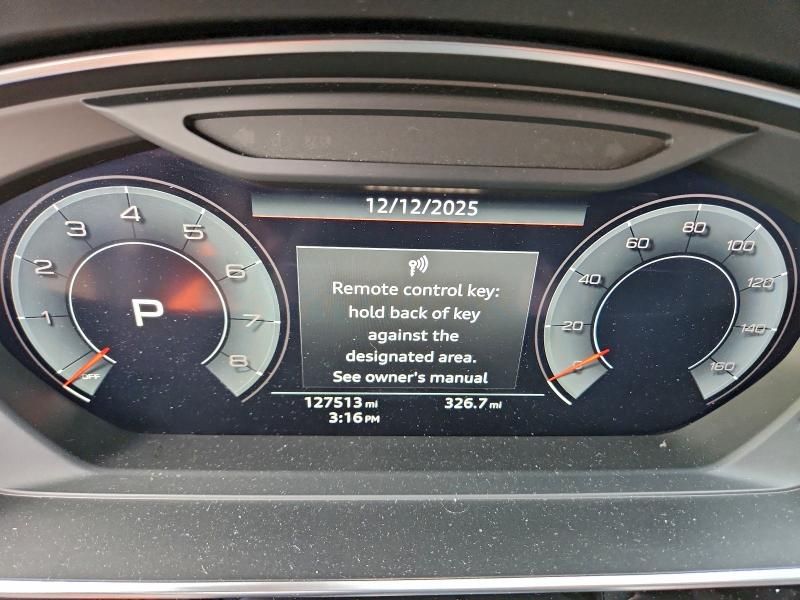 12/12/2025
Remote control key:
hold back of key
against the
designated area.
See owner's manual
127513 mi
326.7 mi
3:16 PM
P
OFF
1
2
3
4
5
6
7
8
0
20
40
60
80
100
120
140
160